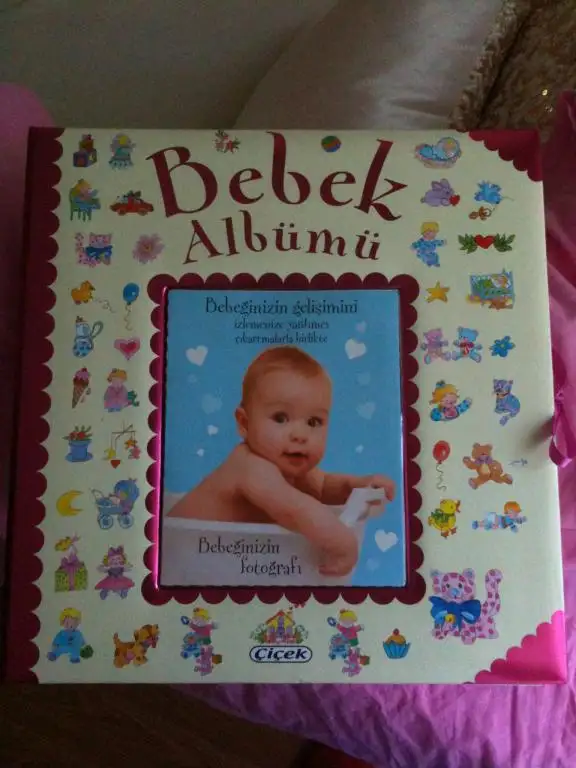 Bebek
Albümü
Bebeğinizin gelişimini
izlemenize yardımcı
çıkartmalarla birlikte
Bebeğinizin
fotoğrafı
Çiçek